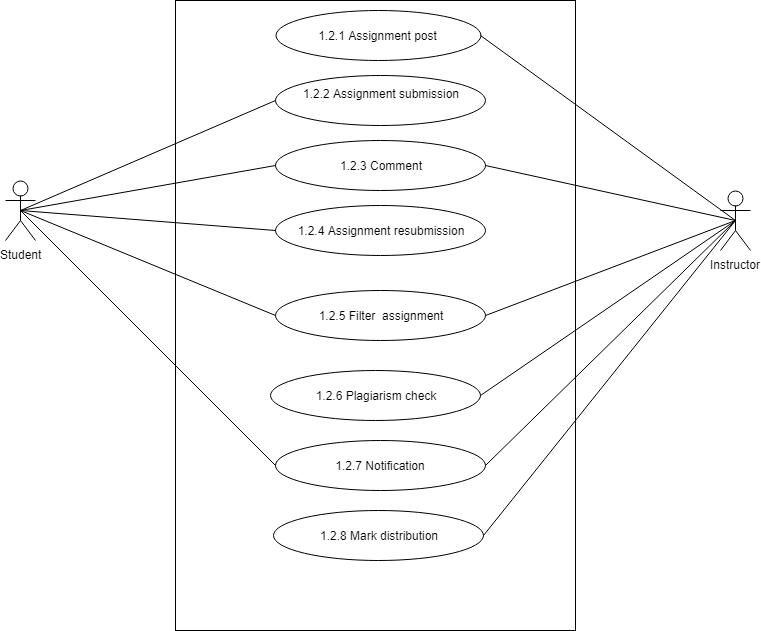 1.2.1 Assignment post
1.2.2 Assignment submission
1.2.3 Comment
1.2.4 Assignment resubmission
Student
Instructor
1.2.5 Filter  assignment
1.2.6 Plagiarism check
1.2.7 Notification
1.2.8 Mark distribution